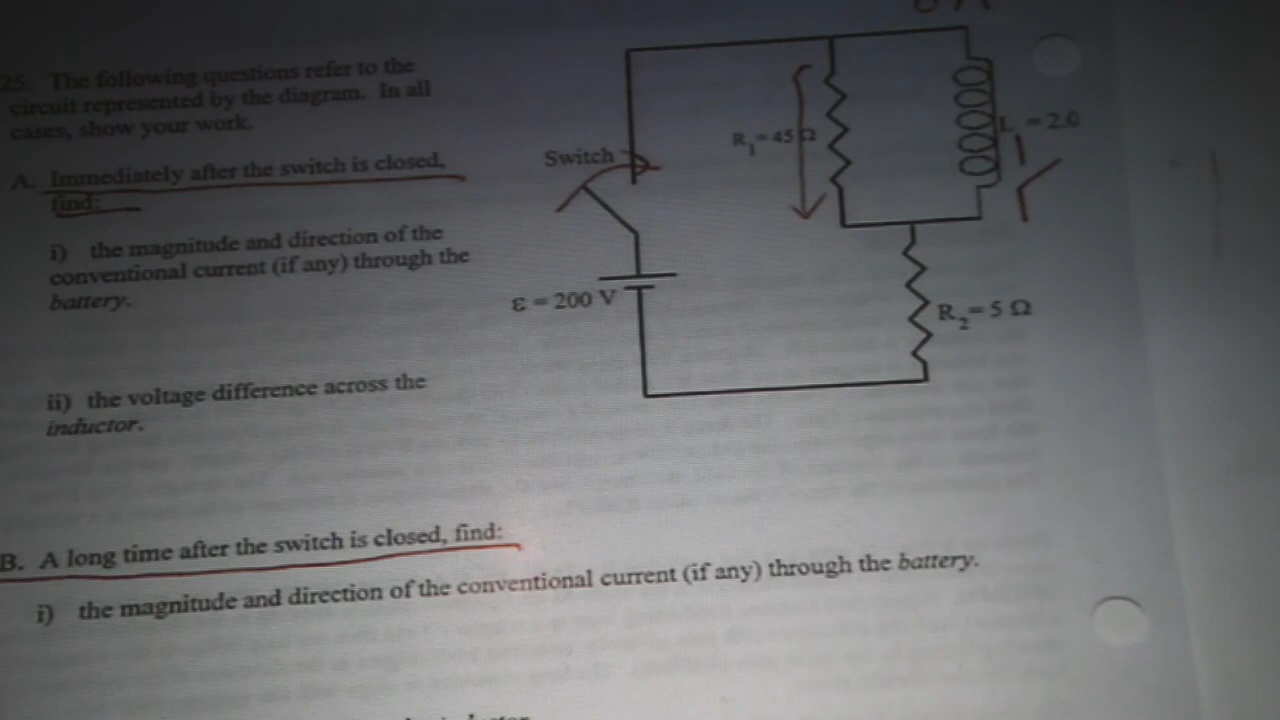 25. The following questions refer to the
circuit represented by the diagram. In all
cases, show your work.
A. Immediately after the switch is closed,
find:
i) the magnitude and direction of the
conventional current (if any) through the
battery.
ii) the voltage difference across the
inductor.
Switch
R1=45 Ω
L =2.0
ε = 200 V
R2=5 Ω
B. A long time after the switch is closed, find:
i) the magnitude and direction of the conventional current (if any) through the battery.